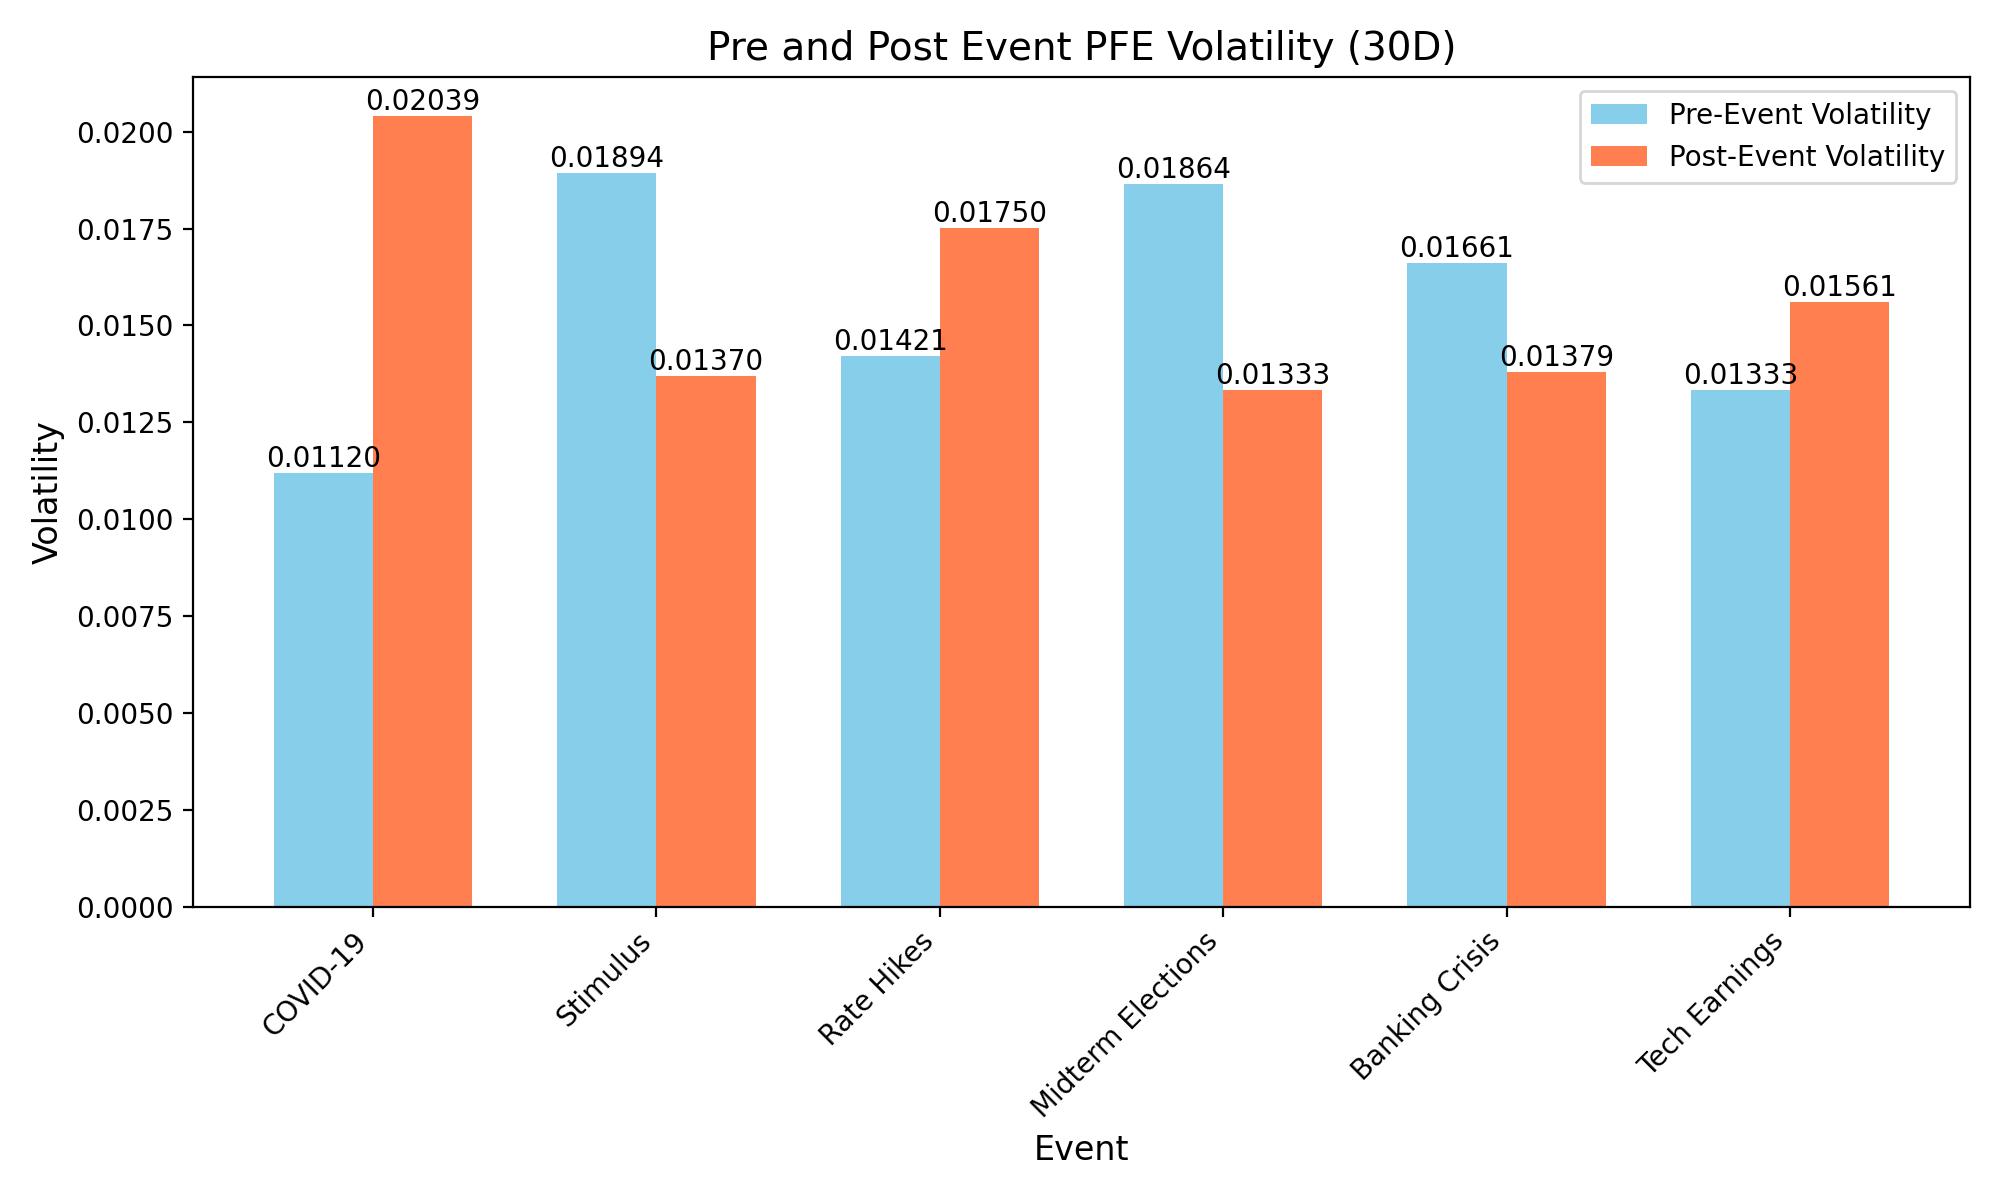 Pre and Post Event PFE Volatility (30D)
Pre-Event Volatility
Post-Event Volatility
Volatility
0.0200
0.0175
0.0150
0.0125
0.0100
0.0075
0.0050
0.0025
0.0000
0.01120
0.02039
0.01894
0.01370
0.01421
0.01750
0.01864
0.01333
0.01661
0.01379
0.01333
0.01561
COVID-19
Stimulus
Rate Hikes
Midterm Elections
Banking Crisis
Tech Earnings
Event